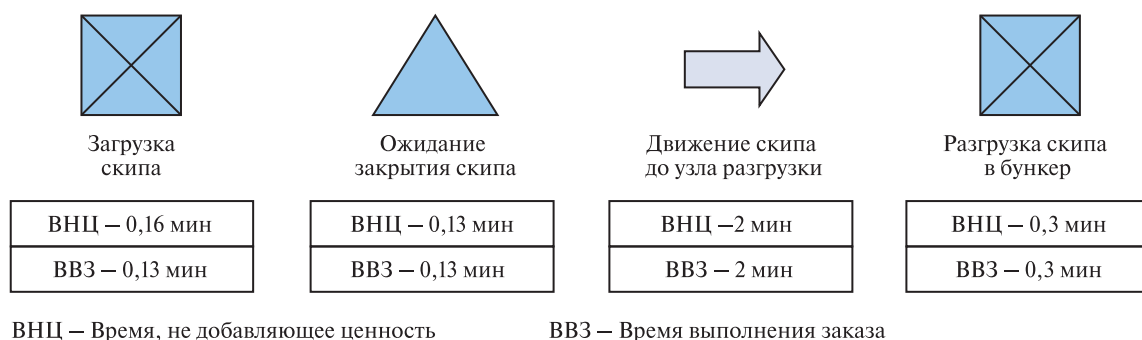 Загрузка
скипа
Ожидание
закрытия скипа
Движение скипа
до узла разгрузки
Разгрузка скипа
в бункер
ВНЦ – 0,16 мин
ВВЗ – 0,13 мин
ВНЦ – 0,13 мин
ВВЗ – 0,13 мин
ВНЦ –2 мин
ВВЗ – 2 мин
ВНЦ – 0,3 мин
ВВЗ – 0,3 мин
ВНЦ – Время, не добавляющее ценность
ВВЗ – Время выполнения заказа